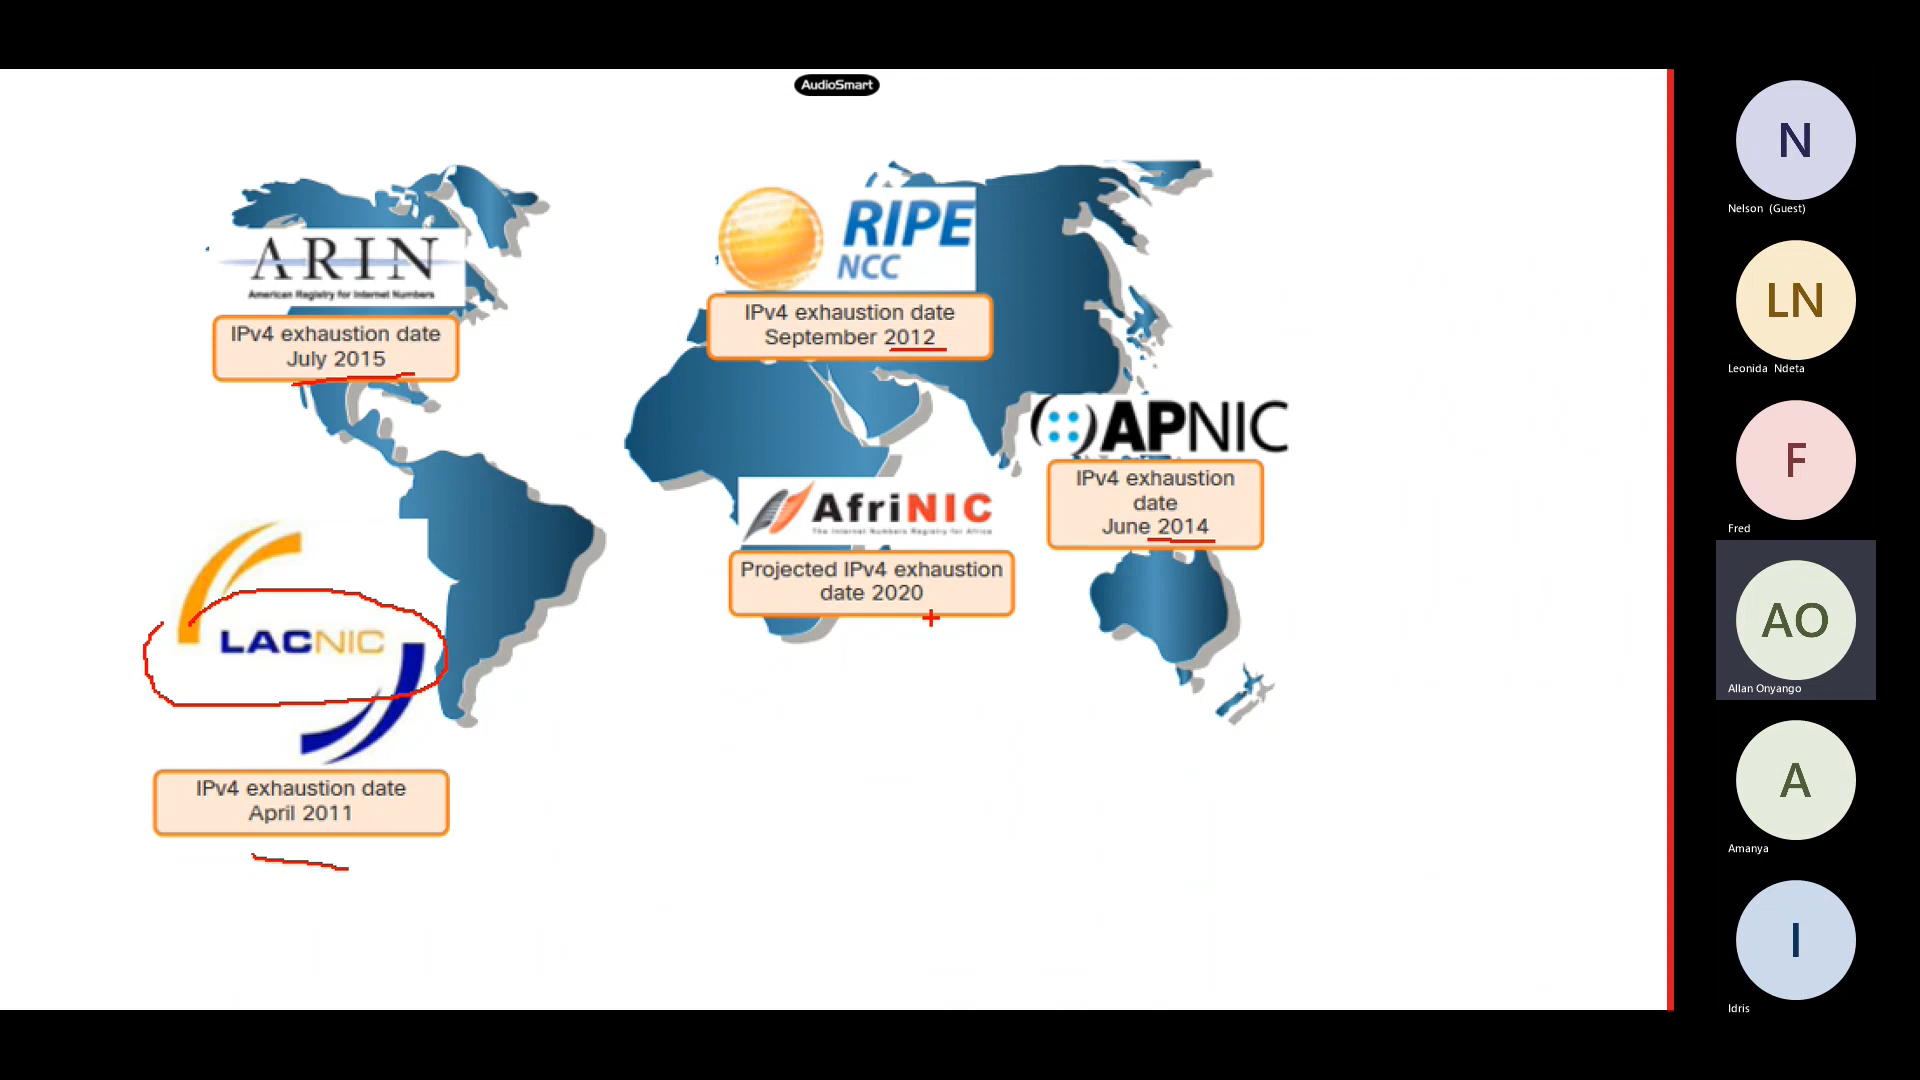 AudioSmart
ARIN
American Registry for Internet Numbers
IPv4 exhaustion date
July 2015
RIPE
NCC
IPv4 exhaustion date
September 2012
APNIC
IPv4 exhaustion
date
June 2014
AfriNIC
The Internet Numbers Registry for Africa
Projected IPv4 exhaustion
date 2020
LACNIC
IPv4 exhaustion date
April 2011
N
Nelson (Guest)
LN
Leonida Ndeta
F
Fred
AO
Allan Onyango
A
Amanya
I
Idris